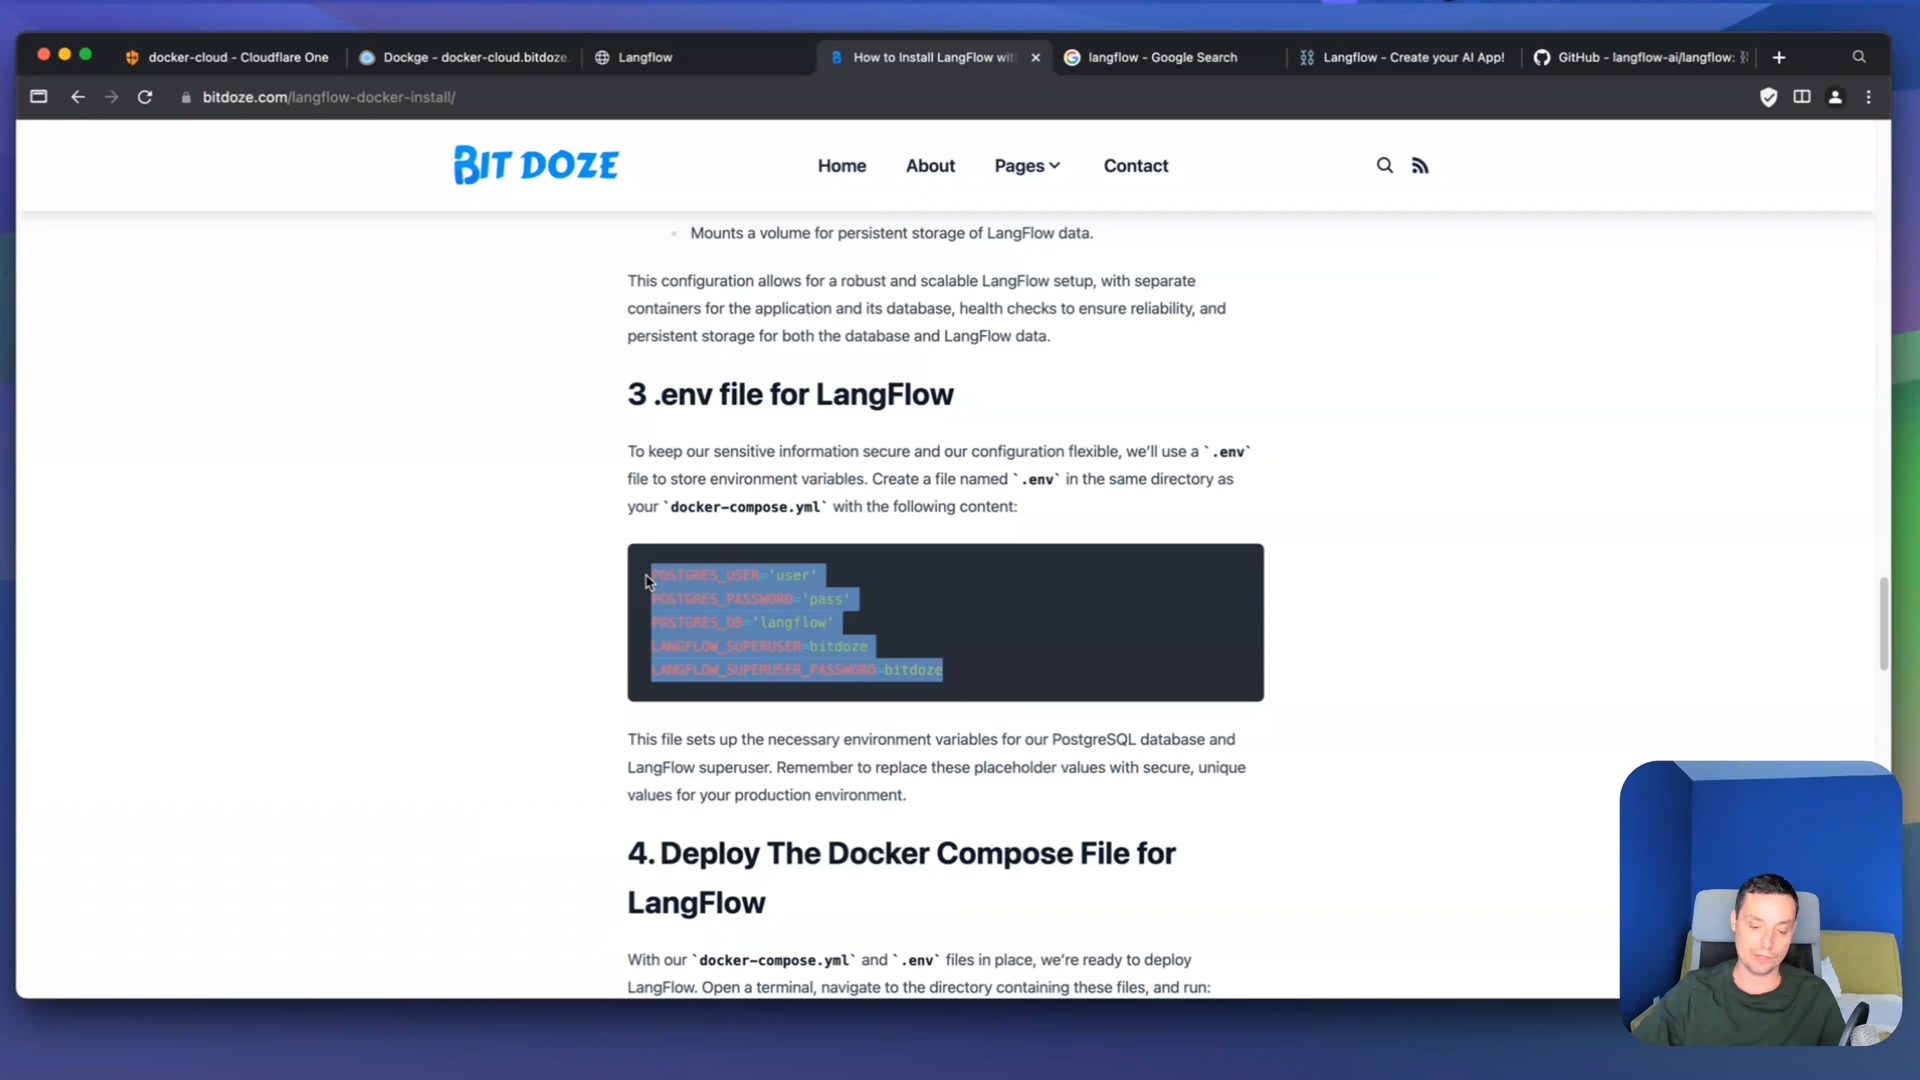 docker-cloud - Cloudflare One
Dockge - docker-cloud.bitdoze.
Langflow
How to Install LangFlow wit
langflow - Google Search
Langflow - Create your AI App!
GitHub - langflow-ai/langflow:
bitdoze.com/langflow-docker-install/
BIT DOZE
Home
About
Pages
Contact
Mounts a volume for persistent storage of LangFlow data.
This configuration allows for a robust and scalable LangFlow setup, with separate
containers for the application and its database, health checks to ensure reliability, and
persistent storage for both the database and LangFlow data.
3 .env file for LangFlow
To keep our sensitive information secure and our configuration flexible, we'll use a `.env`
file to store environment variables. Create a file named `.env` in the same directory as
your `docker-compose.yml` with the following content:
POSTGRES_USER='user'
POSTGRES_PASSWORD='pass'
POSTGRES_DB='langflow'
LANGFLOW_SUPERUSER=bitdoze
LANGFLOW_SUPERUSER_PASSWORD=bitdoze
This file sets up the necessary environment variables for our PostgreSQL database and
LangFlow superuser. Remember to replace these placeholder values with secure, unique
values for your production environment.
4. Deploy The Docker Compose File for
LangFlow
With our `docker-compose.yml` and `.env` files in place, we're ready to deploy
LangFlow. Open a terminal, navigate to the directory containing these files, and run: